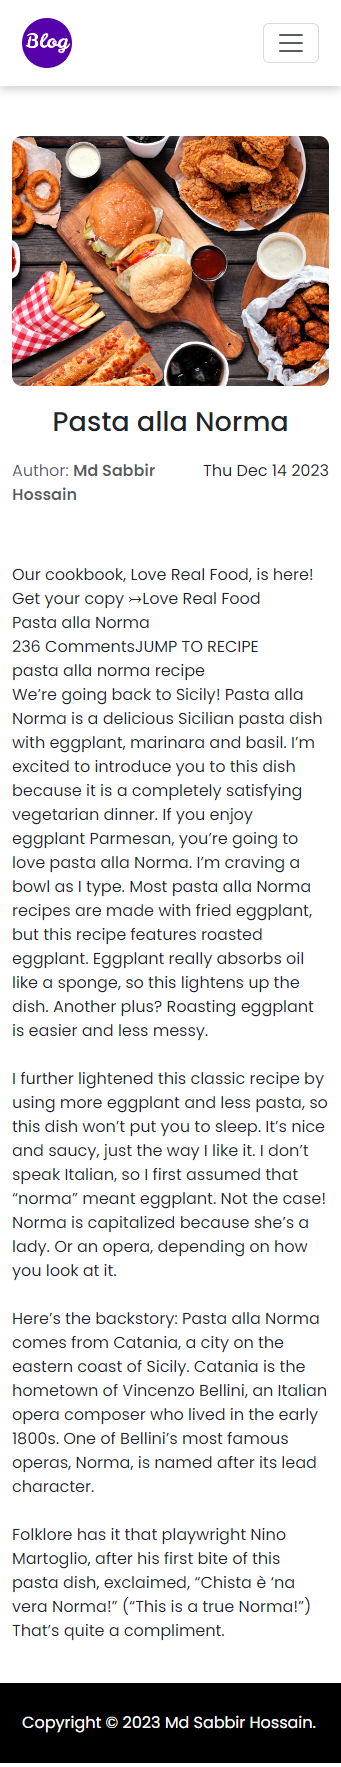 Blog
Pasta alla Norma
Author: Md Sabbir
Hossain
Thu Dec 14 2023
Our cookbook, Love Real Food, is here!
Get your copy ↣Love Real Food
Pasta alla Norma
236 CommentsJUMP TO RECIPE
pasta alla norma recipe
We’re going back to Sicily! Pasta alla
Norma is a delicious Sicilian pasta dish
with eggplant, marinara and basil. I’m
excited to introduce you to this dish
because it is a completely satisfying
vegetarian dinner. If you enjoy
eggplant Parmesan, you’re going to
love pasta alla Norma. I’m craving a
bowl as I type. Most pasta alla Norma
recipes are made with fried eggplant,
but this recipe features roasted
eggplant. Eggplant really absorbs oil
like a sponge, so this lightens up the
dish. Another plus? Roasting eggplant
is easier and less messy.
I further lightened this classic recipe by
using more eggplant and less pasta, so
this dish won’t put you to sleep. It’s nice
and saucy, just the way I like it. I don’t
speak Italian, so I first assumed that
“norma” meant eggplant. Not the case!
Norma is capitalized because she’s a
lady. Or an opera, depending on how
you look at it.
Here’s the backstory: Pasta alla Norma
comes from Catania, a city on the
eastern coast of Sicily. Catania is the
hometown of Vincenzo Bellini, an Italian
opera composer who lived in the early
1800s. One of Bellini’s most famous
operas, Norma, is named after its lead
character.
Folklore has it that playwright Nino
Martoglio, after his first bite of this
pasta dish, exclaimed, “Chista è ‘na
vera Norma!” (“This is a true Norma!”)
That’s quite a compliment.
Copyright © 2023 Md Sabbir Hossain.